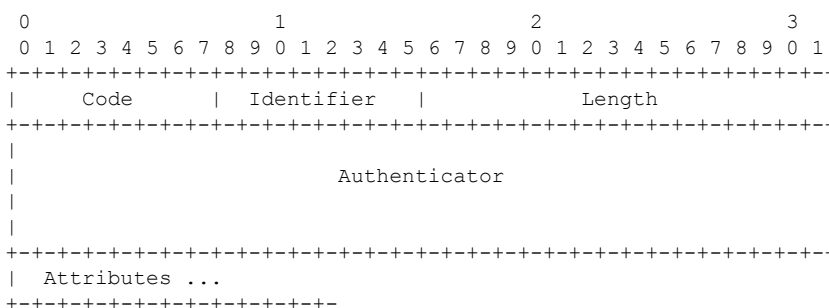 0                   1                   2                   3
 0 1 2 3 4 5 6 7 8 9 0 1 2 3 4 5 6 7 8 9 0 1 2 3 4 5 6 7 8 9 0 1
+-+-+-+-+-+-+-+-+-+-+-+-+-+-+-+-+-+-+-+-+-+-+-+-+-+-+-+-+-+-+-+-
|     Code      |  Identifier   |            Length
+-+-+-+-+-+-+-+-+-+-+-+-+-+-+-+-+-+-+-+-+-+-+-+-+-+-+-+-+-+-+-+-
|
|                         Authenticator
|
|
+-+-+-+-+-+-+-+-+-+-+-+-+-+-+-+-+-+-+-+-+-+-+-+-+-+-+-+-+-+-+-+-
|  Attributes ...
+-+-+-+-+-+-+-+-+-+-+-+-+-